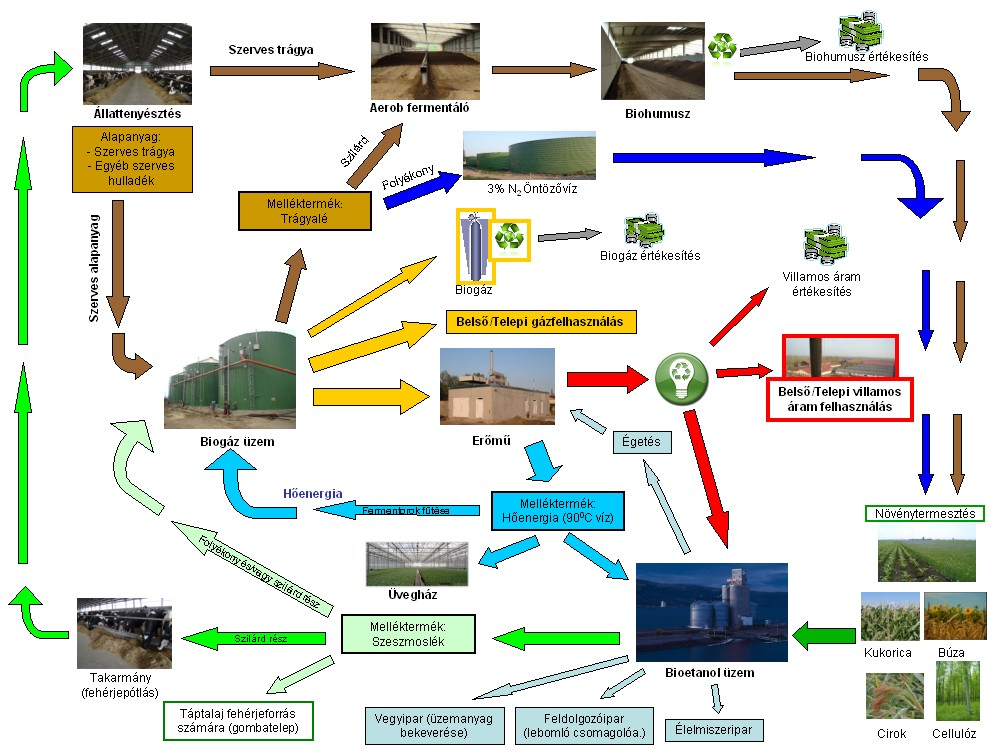 Szerves trágya
Biohumusz értékesítés
Állattenyésztés
Aerob fermentáló
Biohumusz
Alapanyag:
- Szerves trágya
- Egyéb szerves
hulladék
Szilárd
Folyékony
3% N2 Öntözővíz
Melléktermék:
Trágyalé
Szerves alapanyag
Biogáz
Biogáz értékesítés
Villamos áram
értékesítés
Belső/Telepi gázfelhasználás
Belső/Telepi villamos
áram felhasználás
Biogáz üzem
Erőmű
Égetés
Hőenergia
Fermentorok fűtése
Melléktermék:
Hőenergia (90⁰C víz)
Növénytermesztés
Folyékony és/vagy szilárd rész
Üvegház
Melléktermék:
Szeszmoslék
Szilárd rész
Kukorica
Búza
Takarmány
(fehérjepótlás)
Bioetanol üzem
Táptalaj fehérjeforrás
számára (gombatelep)
Vegyipar (üzemanyag
bekeverése)
Feldolgozóipar
(lebomló csomagolóa.)
Élelmiszeripar
Cirok
Cellulóz